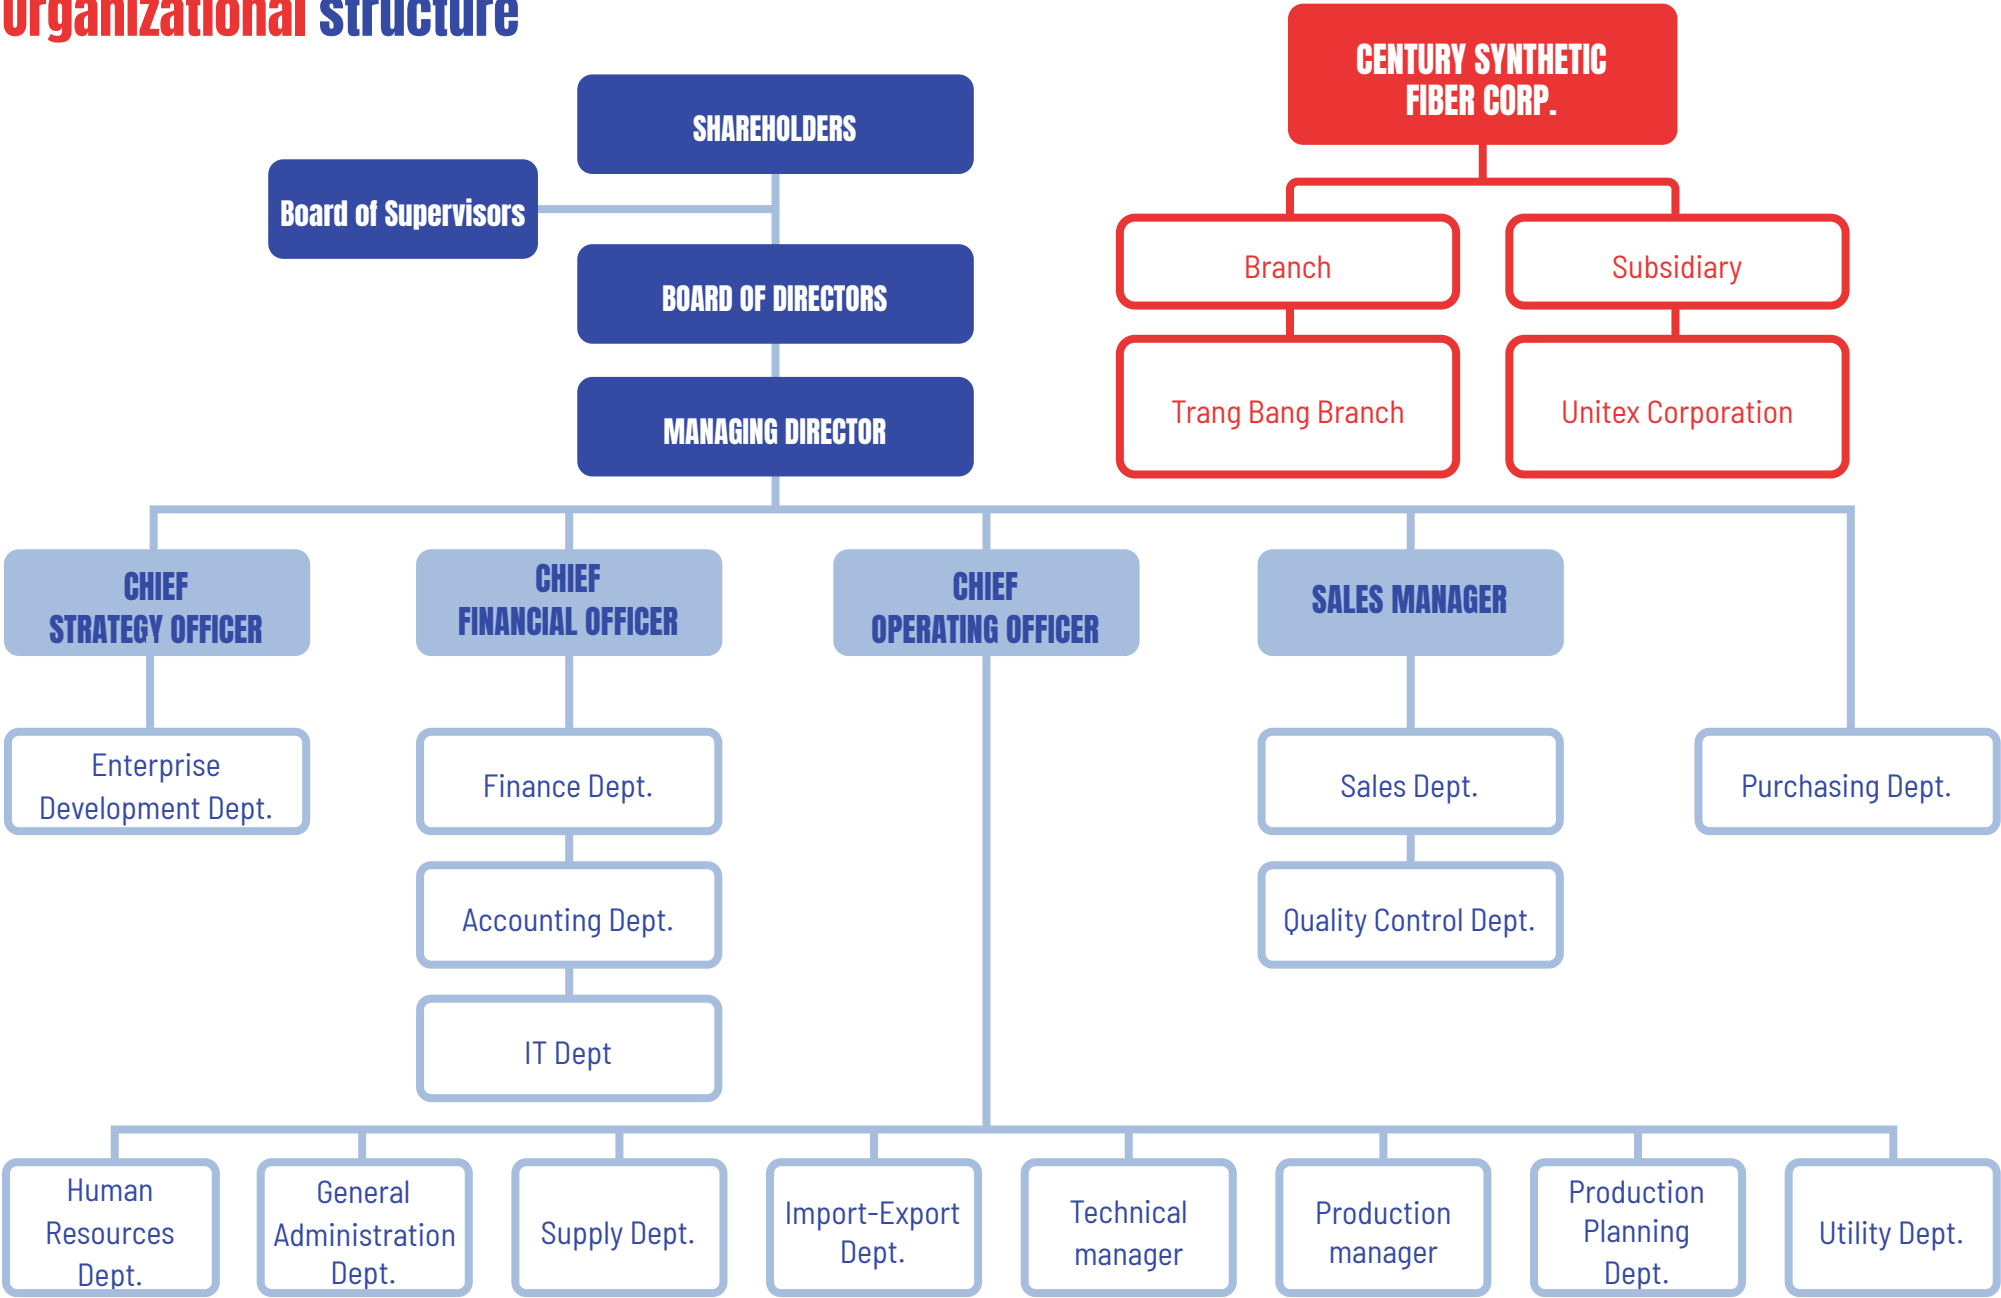 Organizational structure
CENTURY SYNTHETIC
FIBER CORP.
SHAREHOLDERS
Board of Supervisors
BOARD OF DIRECTORS
MANAGING DIRECTOR
Branch
Subsidiary
Trang Bang Branch
Unitex Corporation
CHIEF
STRATEGY OFFICER
CHIEF
FINANCIAL OFFICER
CHIEF
OPERATING OFFICER
SALES MANAGER
Enterprise
Development Dept.
Finance Dept.
Sales Dept.
Purchasing Dept.
Accounting Dept.
Quality Control Dept.
IT Dept
Human
Resources
Dept.
General
Administration
Dept.
Supply Dept.
Import-Export
Dept.
Technical
manager
Production
manager
Production
Planning
Dept.
Utility Dept.